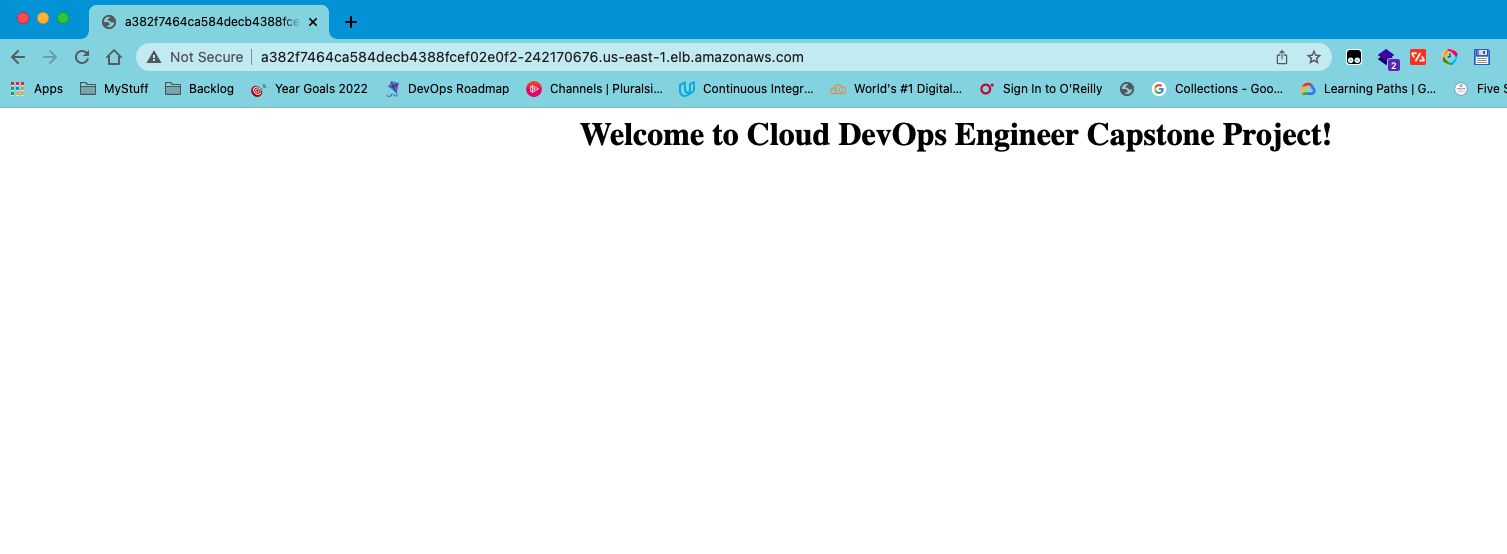 a382f7464ca584decb4388fce
Not Secure a382f7464ca584decb4388fcef02e0f2-242170676.us-east-1.elb.amazonaws.com
2
Apps MyStuff Backlog Year Goals 2022 DevOps Roadmap Channels | Pluralsi... Continuous Integr... World's #1 Digital... Sign In to O'Reilly Collections - Goo... Learning Paths | G... Five S
Welcome to Cloud DevOps Engineer Capstone Project!